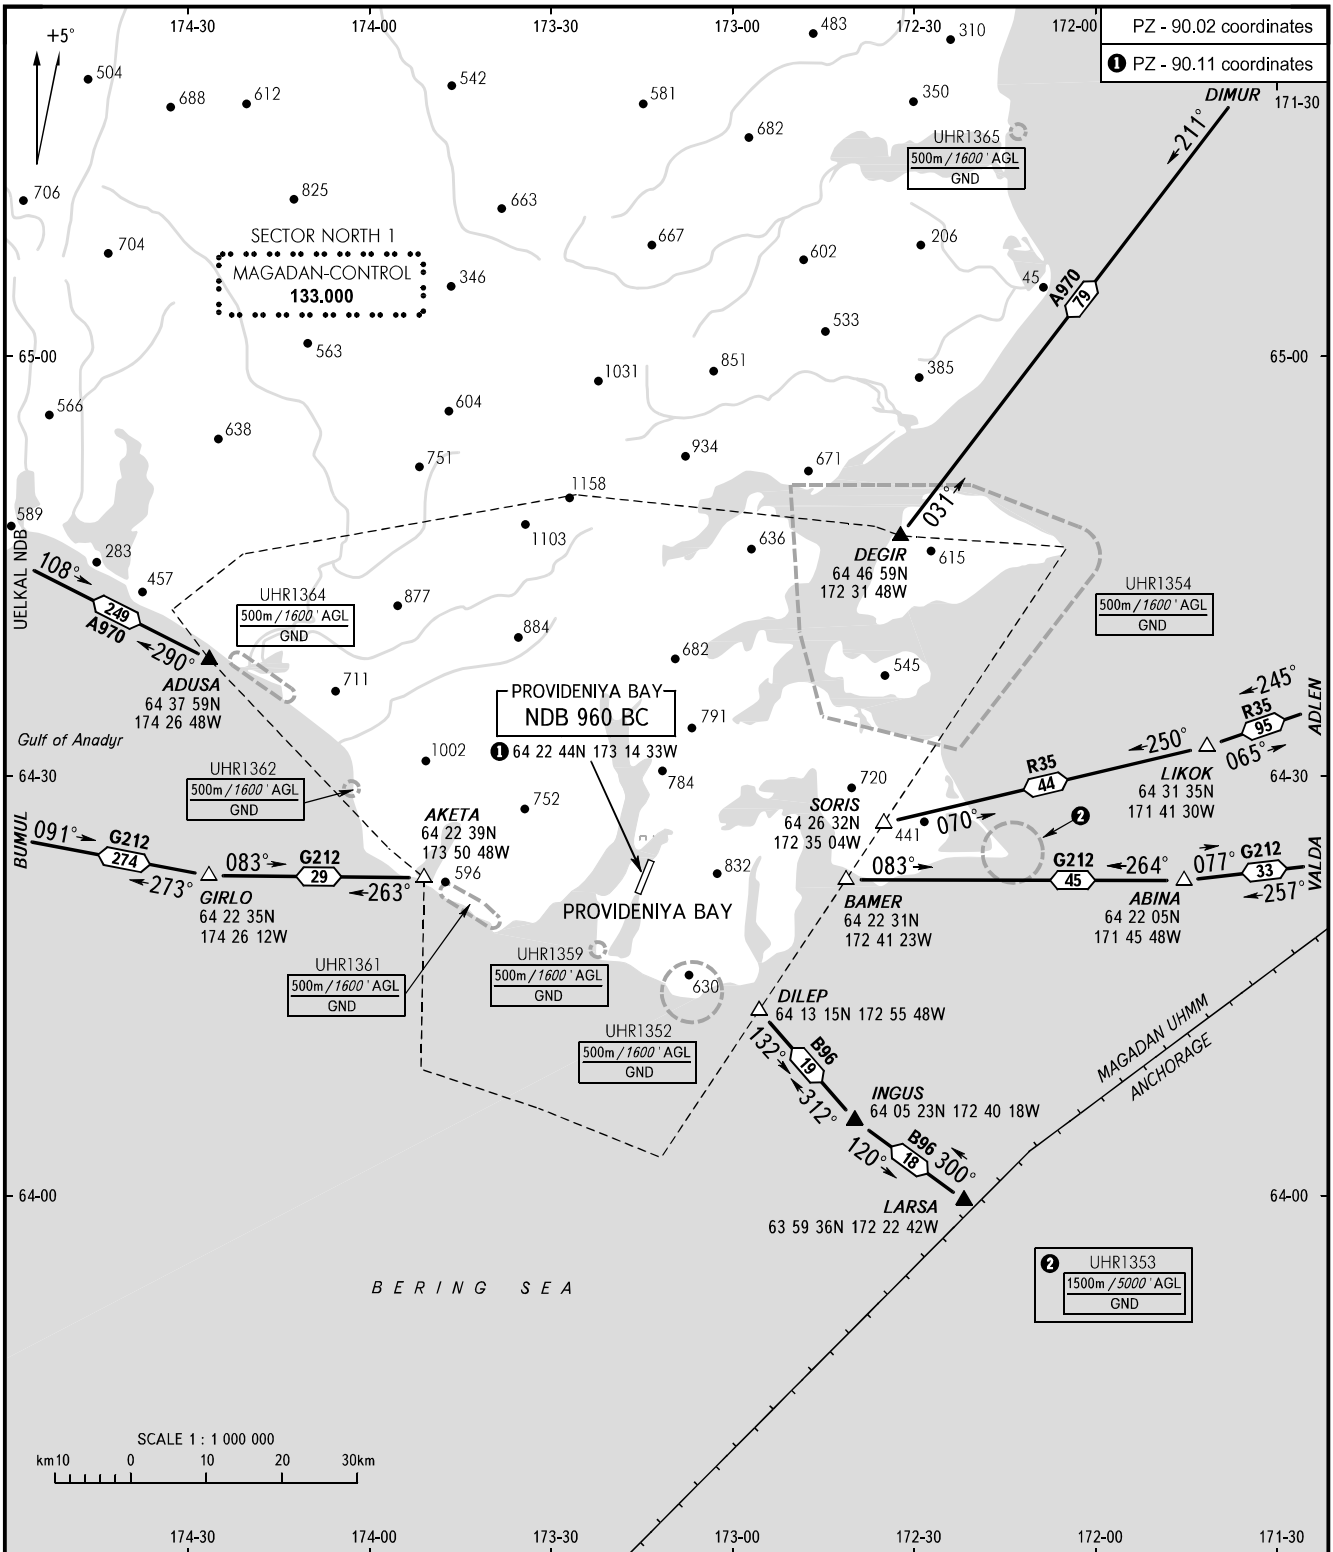 174-30
174-00
173-30
173-00
172-30
172-00
PZ - 90.02 coordinates
1 PZ - 90.11 coordinates
171-30
+5°
504
688
612
542
581
483
310
350
682
DIMUR
211°
UHR1365
500m / 1600 ' AGL
GND
706
825
663
704
SECTOR NORTH 1
MAGADAN-CONTROL
133.000
346
667
602
206
45
A970
79
563
533
65-00
65-00
1031
851
385
566
604
638
751
934
671
1158
1103
589
283
457
636
031°
DEGIR
64 46 59N
172 31 48W
615
UELKAL NDB
108°
249
A970
290°
ADUSA
64 37 59N
174 26 48W
UHR1364
500m / 1600 ' AGL
GND
877
884
682
711
UHR1354
500m / 1600 ' AGL
GND
545
PROVIDENIYA BAY
NDB 960 BC
1 64 22 44N 173 14 33W
791
Gulf of Anadyr
64-30
1002
784
752
720
UHR1362
500m / 1600 ' AGL
GND
245°
R35
95
065°
ADLEN
250°
R35
44
LIKOK
64 31 35N
171 41 30W
64-30
SORIS
64 26 32N
172 35 04W
441
070°
2
BUMUL
091°
G212
274
273°
GIRLO
64 22 35N
174 26 12W
083°
G212
29
263°
AKETA
64 22 39N
173 50 48W
596
832
PROVIDENIYA BAY
083°
BAMER
64 22 31N
172 41 23W
G212
45
264°
ABINA
64 22 05N
171 45 48W
077°
G212
33
257°
VALDA
UHR1361
500m / 1600 ' AGL
GND
UHR1359
500m / 1600 ' AGL
GND
630
UHR1352
500m / 1600 ' AGL
GND
DILEP
64 13 15N 172 55 48W
132°
B96
19
312°
INGUS
64 05 23N 172 40 18W
120°
B96
18
300°
LARSA
63 59 36N 172 22 42W
MAGADAN UHMM
ANCHORAGE
64-00
64-00
BERING SEA
2 UHR1353
1500m / 5000 ' AGL
GND
SCALE 1 : 1 000 000
km10 0 10 20 30km
174-30
174-00
173-30
173-00
172-30
172-00
171-30